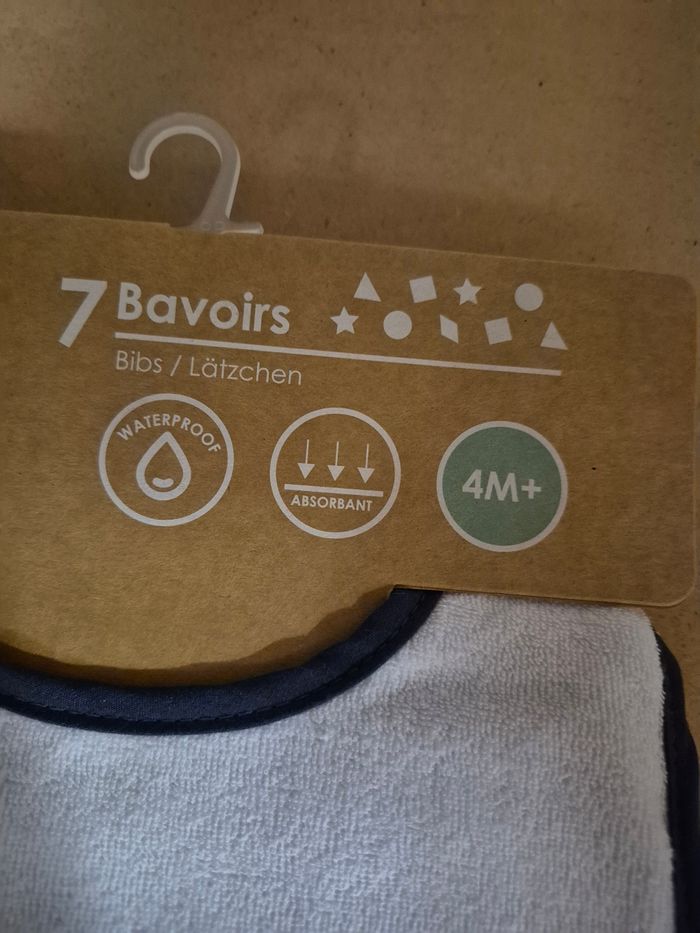 7 Bavoirs
Bibs / Lätzchen
WATERPROOF
ABSORBANT
4M+